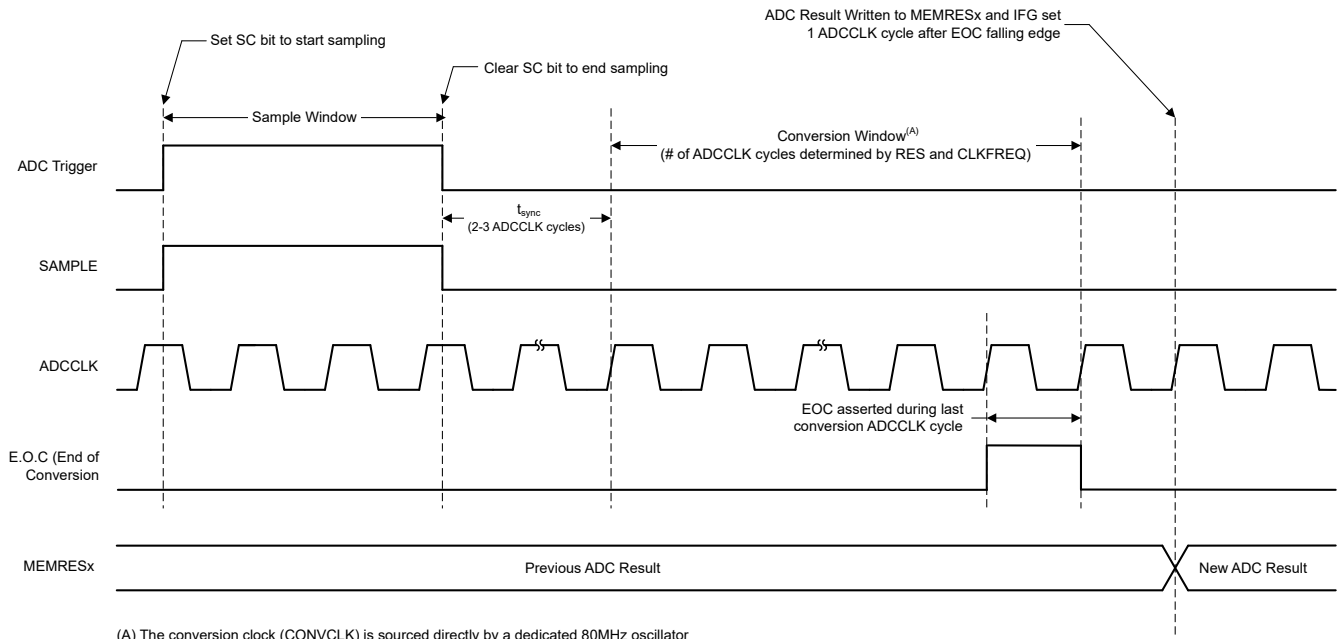 ADC Result Written to MEMRESx and IFG set
1 ADCCLK cycle after EOC falling edge
Set SC bit to start sampling
Clear SC bit to end sampling
Sample Window
Conversion Window(A)
(# of ADCCLK cycles determined by RES and CLKFREQ)
ADC Trigger
tsync
(2-3 ADCCLK cycles)
SAMPLE
ADCCLK
EOC asserted during last
conversion ADCCLK cycle
E.O.C (End of
Conversion
MEMRESx
Previous ADC Result
New ADC Result
(A) The conversion clock (CONVCLK) is sourced directly by a dedicated 80MHz oscillator